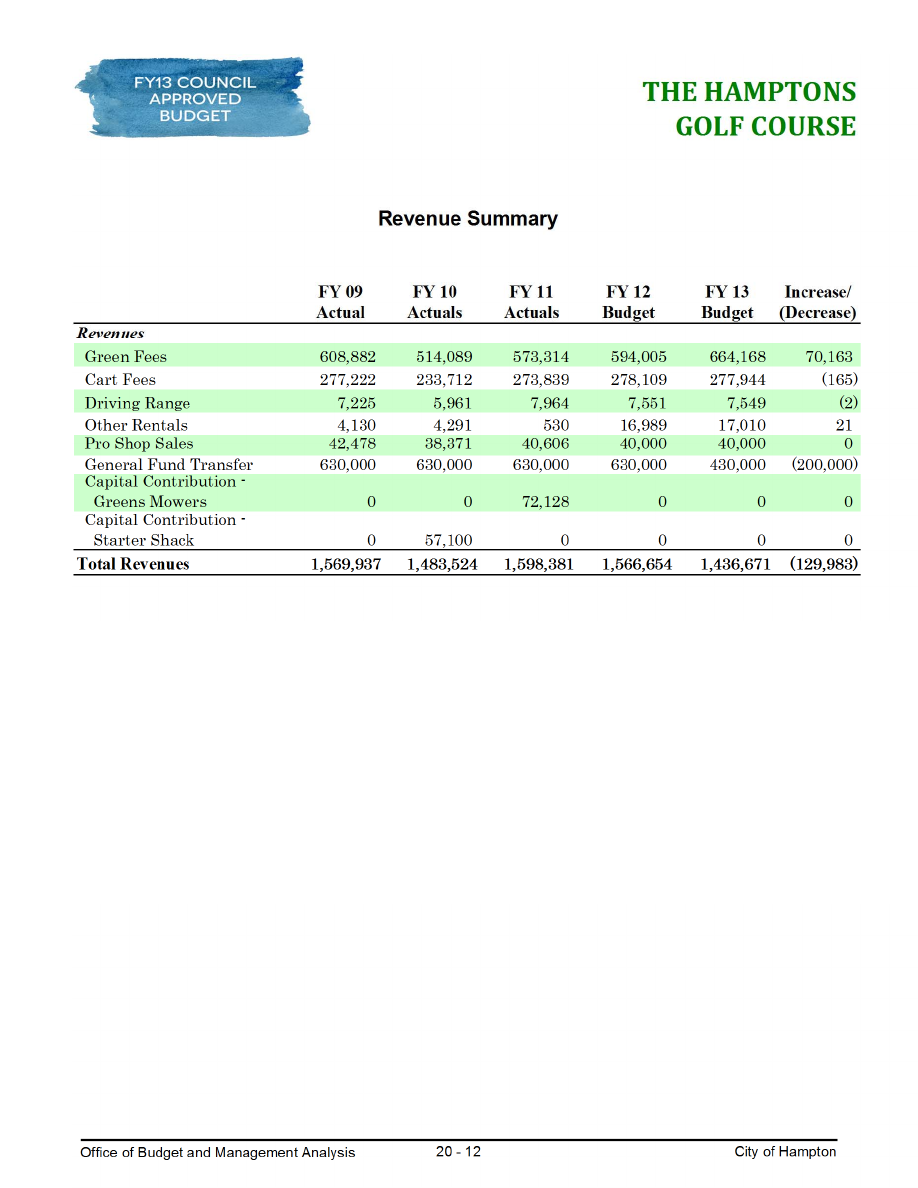 FY13 COUNCIL
APPROVED
BUDGET
THE HAMPTONS
GOLF COURSE
Revenue Summary
FY 09 FY 10 FY 11 FY 12 FY 13 Increase/
Actual Actuals Actuals Budget Budget (Decrease)
Revenues
Green Fees 608,882 514,089 573,314 594,005 664,168 70,163
Cart Fees 277,222 233,712 273,839 278,109 277,944 (165)
Driving Range 7,225 5,961 7,964 7,551 7,549 (2)
Other Rentals 4,130 4,291 530 16,989 17,010 21
Pro Shop Sales 42,478 38,371 40,606 40,000 40,000 0
General Fund Transfer 630,000 630,000 630,000 630,000 430,000 (200,000)
Capital Contribution -
Greens Mowers 0 0 72,128 0 0 0
Capital Contribution -
Starter Shack 0 57,100 0 0 0 0
Total Revenues 1,569,937 1,483,524 1,598,381 1,566,654 1,436,671 (129,983)
Office of Budget and Management Analysis 20 - 12 City of Hampton